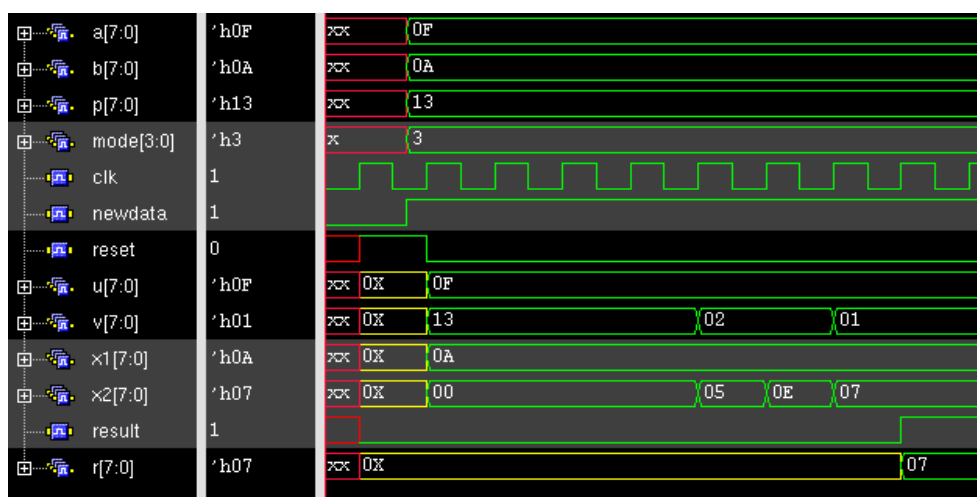 a[7:0] 'h0F xx 0F
b[7:0] 'h0A xx 0A
p[7:0] 'h13 xx 13
mode[3:0] 'h3 x 3
clk 1
newdata 1
reset 0
u[7:0] 'h0F xx 0X 0F
v[7:0] 'h01 xx 0X 13 02 01
x1[7:0] 'h0A xx 0X 0A
x2[7:0] 'h07 xx 0X 00 05 0E 07
result 1
r[7:0] 'h07 xx 0X 07